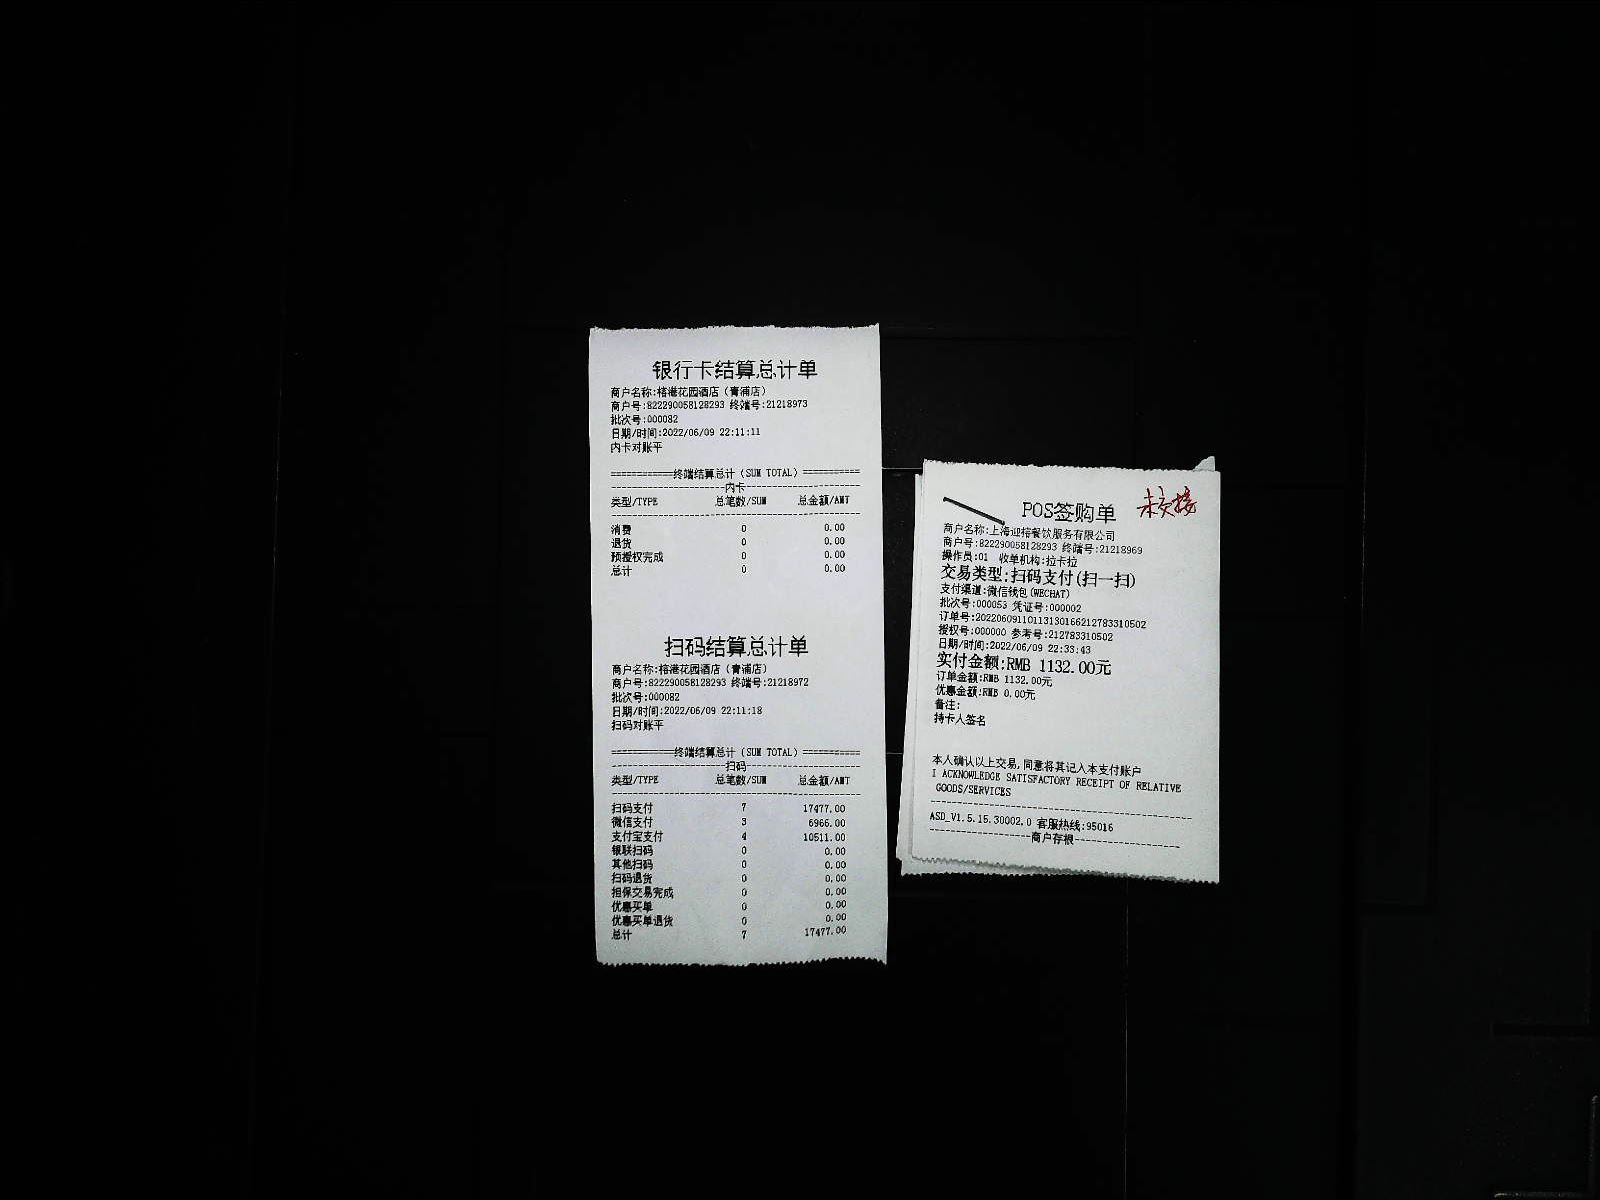 银行卡结算总计单
商户名称:榕港花园酒店（青浦店）
商户号:822290058128293 终端号:21218973
批次号:000082
日期/时间:2022/06/09 22:11:11
内卡对账平
============终端结算总计（SUM TOTAL）===========
----------------------内卡----------------------
类型/TYPE 总笔数/SUM 总金额/AMT
------------------------------------------------
消费 0 0.00
退货 0 0.00
预授权完成 0 0.00
总计 0 0.00
扫码结算总计单
商户名称:榕港花园酒店（青浦店）
商户号:822290058128293 终端号:21218972
批次号:000082
日期/时间:2022/06/09 22:11:18
扫码对账平
============终端结算总计（SUM TOTAL）===========
----------------------扫码----------------------
类型/TYPE 总笔数/SUM 总金额/AMT
------------------------------------------------
扫码支付 7 17477.00
微信支付 3 6966.00
支付宝支付 4 10511.00
银联扫码 0 0.00
其他扫码 0 0.00
扫码退货 0 0.00
担保交易完成 0 0.00
优惠买单 0 0.00
优惠买单退货 0 0.00
总计 7 17477.00
POS签购单 未交接
商户名称:上海迎榕餐饮服务有限公司
商户号:822290058128293 终端号:21218969
操作员:01 收单机构:拉卡拉
交易类型:扫码支付(扫一扫)
支付渠道:微信钱包(WECHAT)
批次号:000053 凭证号:000002
订单号:20220609110113130166212783310502
授权号:000000 参考号:212783310502
日期/时间:2022/06/09 22:33:43
实付金额:RMB 1132.00元
订单金额:RMB 1132.00元
优惠金额:RMB 0.00元
备注:
持卡人签名
本人确认以上交易,同意将其记入本支付账户
I ACKNOWLEDGE SATISFACTORY RECEIPT OF RELATIVE
GOODS/SERVICES
------------------------------------------------
ASD_V1.5.15.30002.0 客服热线:95016
-------------------商户存根--------------------